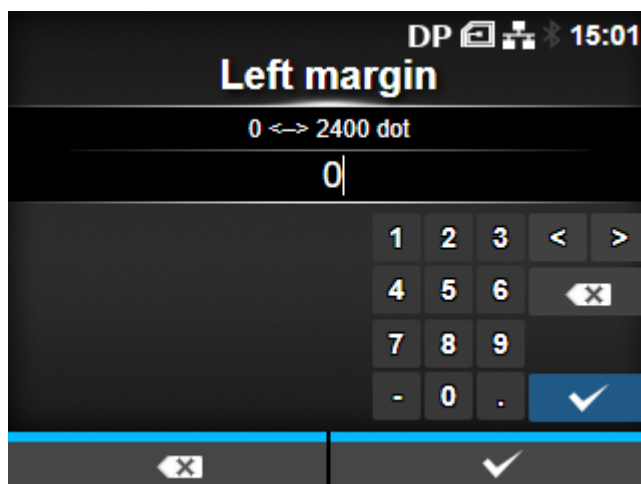 DP 15:01
Left margin
0 <--> 2400 dot
0
1 2 3 < >
4 5 6
7 8 9
- 0 .